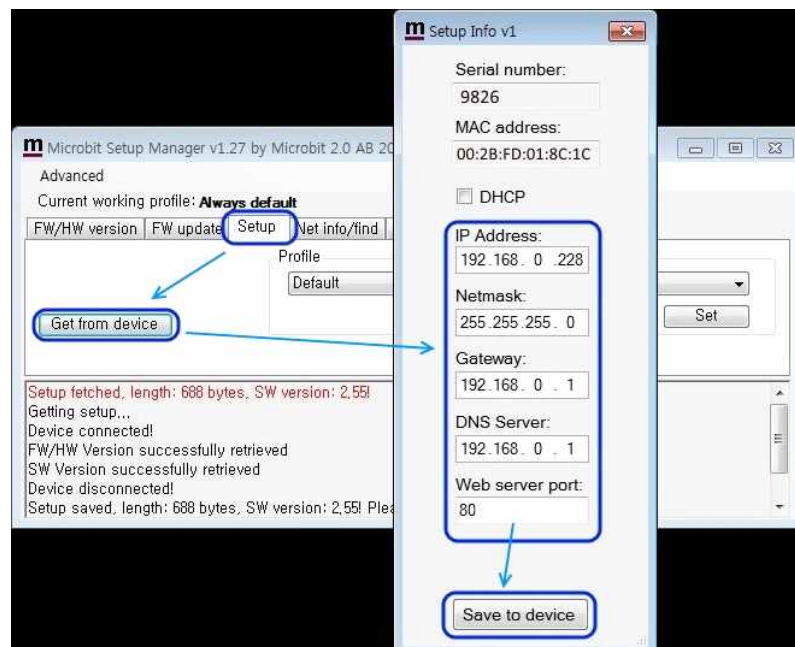 m Setup Info v1
Serial number:
9826
MAC address:
00:2B:FD:01:8C:1C
DHCP
IP Address:
192.168. 0 .228
Netmask:
255.255.255. 0
Gateway:
192.168. 0 . 1
DNS Server:
192.168. 0 . 1
Web server port:
80
Save to device
m Microbit Setup Manager v1.27 by Microbit 2.0 AB 20
Advanced
Current working profile: Always default
FW/HW version FW update Setup Net info/find
Profile
Default
Get from device
Set
Setup fetched, length: 688 bytes, SW version: 2,55!
Getting setup...
Device connected!
FW/HW Version successfully retrieved
SW Version successfully retrieved
Device disconnected!
Setup saved, length: 688 bytes, SW version: 2,55! Plea